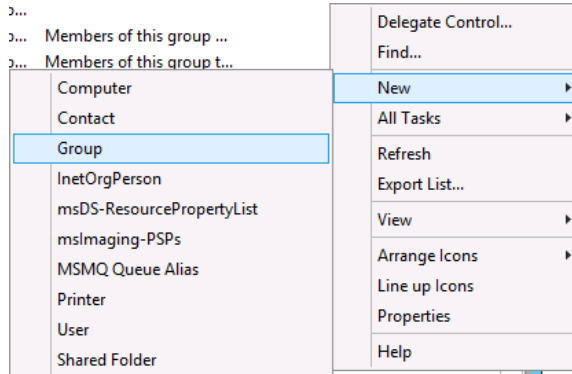 Members of this group ...
Members of this group t...
Computer
Contact
Group
InetOrgPerson
msDS-ResourcePropertyList
msImaging-PSPs
MSMQ Queue Alias
Printer
User
Shared Folder
Delegate Control...
Find...
New
All Tasks
Refresh
Export List...
View
Arrange Icons
Line up Icons
Properties
Help